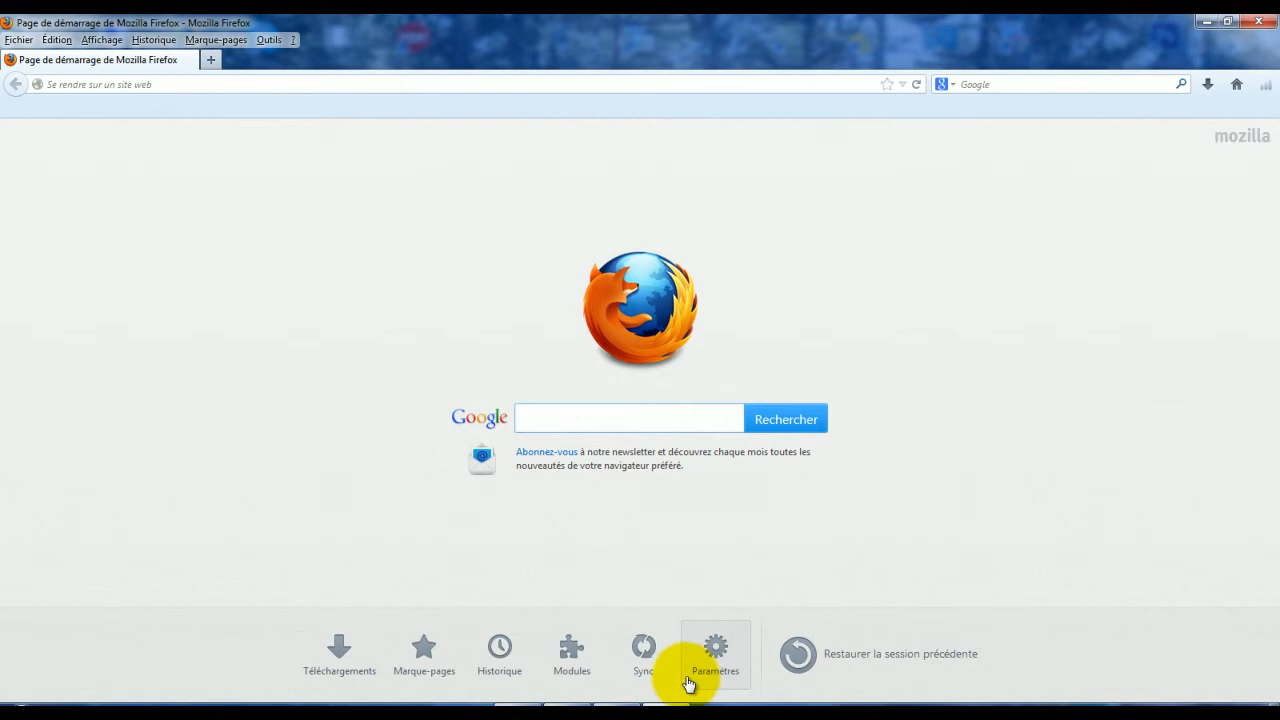 Page de démarrage de Mozilla Firefox - Mozilla Firefox
Fichier Édition Affichage Historique Marque-pages Outils ?
Page de démarrage de Mozilla Firefox +
Se rendre sur un site web 8 Google
mozilla
Google Rechercher
Abonnez-vous à notre newsletter et découvrez chaque mois toutes les
nouveautés de votre navigateur préféré.
Restaurer la session précédente
Téléchargements Marque-pages Historique Modules Sync Paramètres